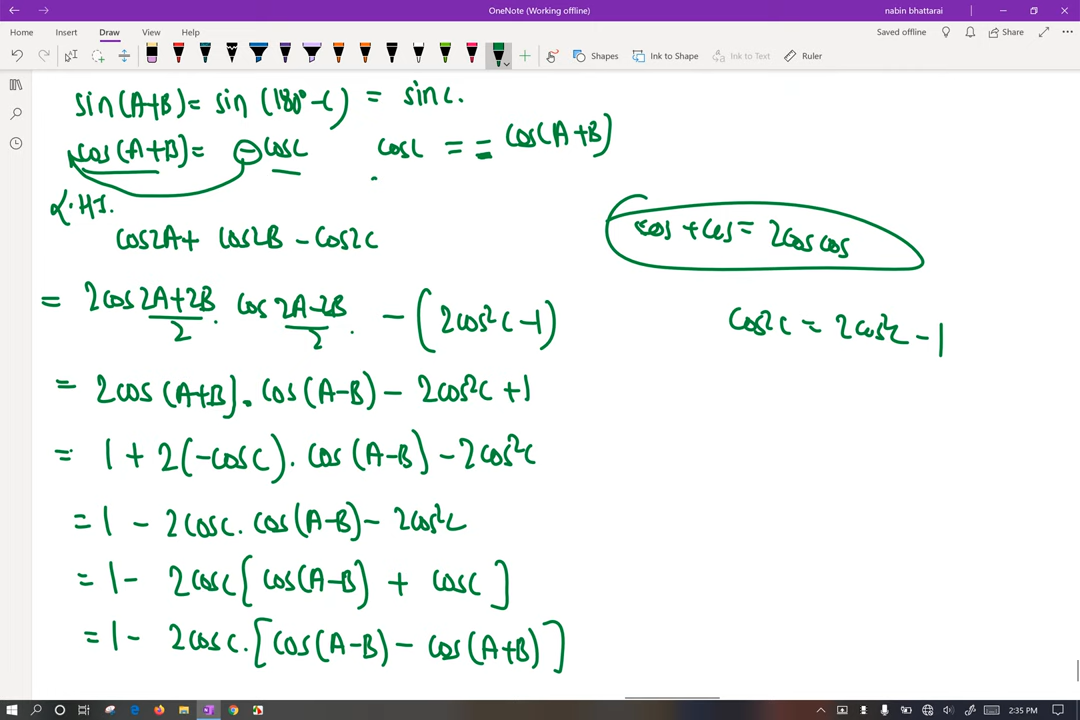 OneNote (Working offline)
nabin bhattarai
Home Insert Draw View Help
Saved offline
Share
Shapes
Ink to Shape
Ink to Text
Ruler
sin(A+B) = sin (180°-C) = sinC.
cos(A+B) = - cosC cosC = - cos(A+B)
L.H.S.
cos2A + cos2B - cos2C
cos + cos = 2cos cos
= 2cos 2A+2B/2 . cos 2A-2B/2 . - (2cos²C-1)
cos2C = 2cos²C - 1
= 2cos (A+B) . cos(A-B) - 2cos²C +1
= 1 + 2(-cosC). cos(A-B) - 2cos²C
= 1 - 2cosC. cos(A-B) - 2cos²C
= 1 - 2cosC[cos(A-B) + cosC]
= 1 - 2cosC.[cos(A-B) - cos(A+B)]
2:35 PM